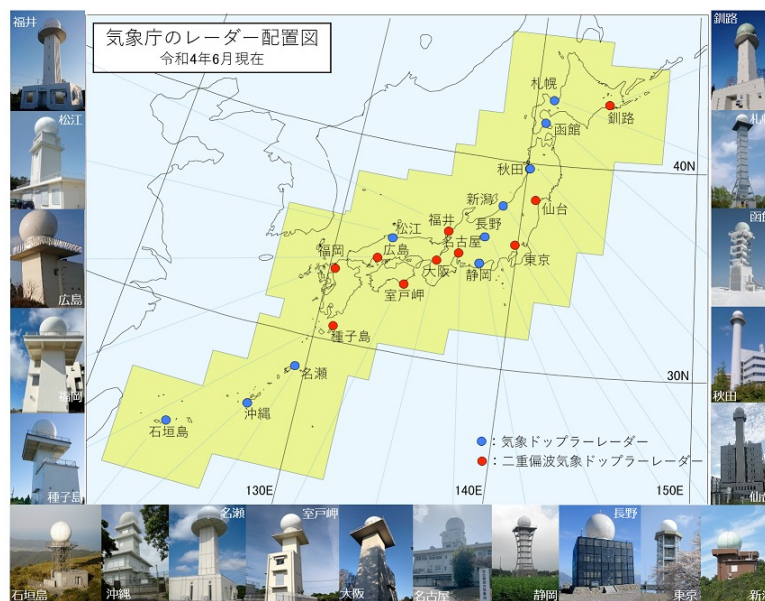 気象庁のレーダー配置図
令和4年6月現在
福井
松江
広島
福岡
種子島
石垣島
沖縄
名瀬
室戸岬
大阪
名古屋
静岡
長野
東京
新潟
釧路
札幌
函館
秋田
仙台
札幌
函館
釧路
秋田
仙台
新潟
福井
長野
松江
名古屋
東京
福岡
広島
大阪
静岡
室戸岬
種子島
名瀬
沖縄
石垣島
40N
30N
130E
140E
150E
：気象ドップラーレーダー
：二重偏波気象ドップラーレーダー